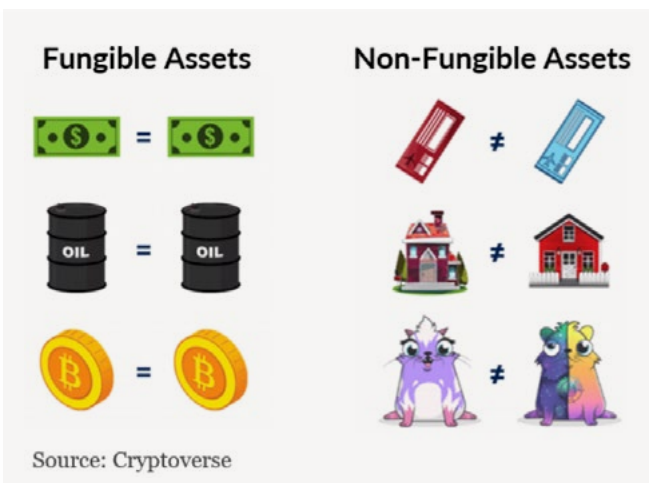 Fungible Assets
Non-Fungible Assets
$ = $
≠
OIL = OIL
≠
₿ = ₿
≠
Source: Cryptoverse